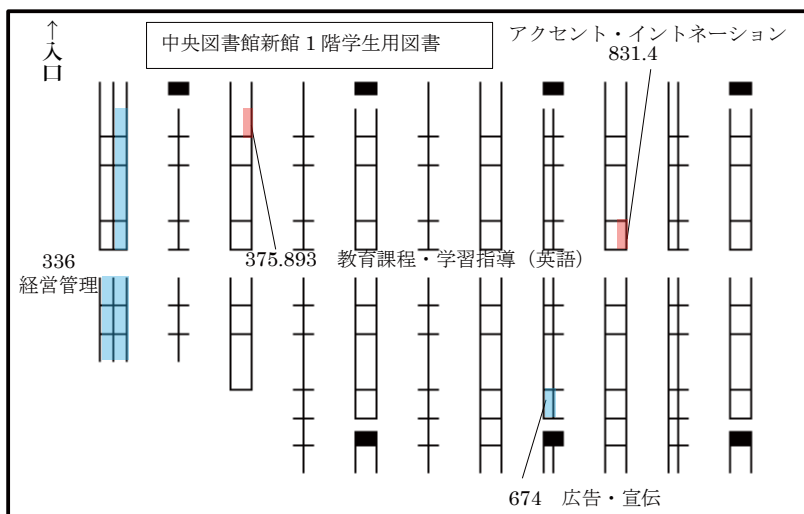 ↑入口
中央図書館新館 1 階学生用図書
アクセント・イントネーション
831.4
336
経営管理
375.893 教育課程・学習指導（英語）
674 広告・宣伝